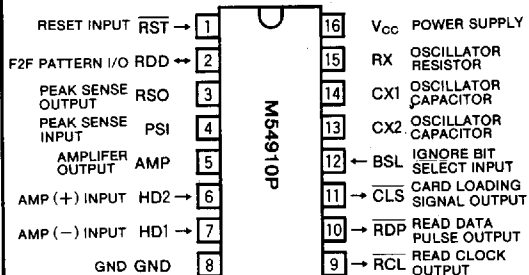 RESET INPUT RST → 1
F2F PATTERN I/O RDD ↔ 2
PEAK SENSE
OUTPUT RSO 3
PEAK SENSE
INPUT PSI 4
AMPLIFER
OUTPUT AMP 5
AMP (+) INPUT HD2 → 6
AMP (−) INPUT HD1 → 7
GND GND 8
M54910P
16 VCC POWER SUPPLY
15 RX OSCILLATOR
RESISTOR
14 CX1 OSCILLATOR
CAPACITOR
13 CX2 OSCILLATOR
CAPACITOR
12 ← BSL IGNORE BIT
SELECT INPUT
11 → CLS CARD LOADING
SIGNAL OUTPUT
10 → RDP READ DATA
PULSE OUTPUT
9 → RCL READ CLOCK
OUTPUT